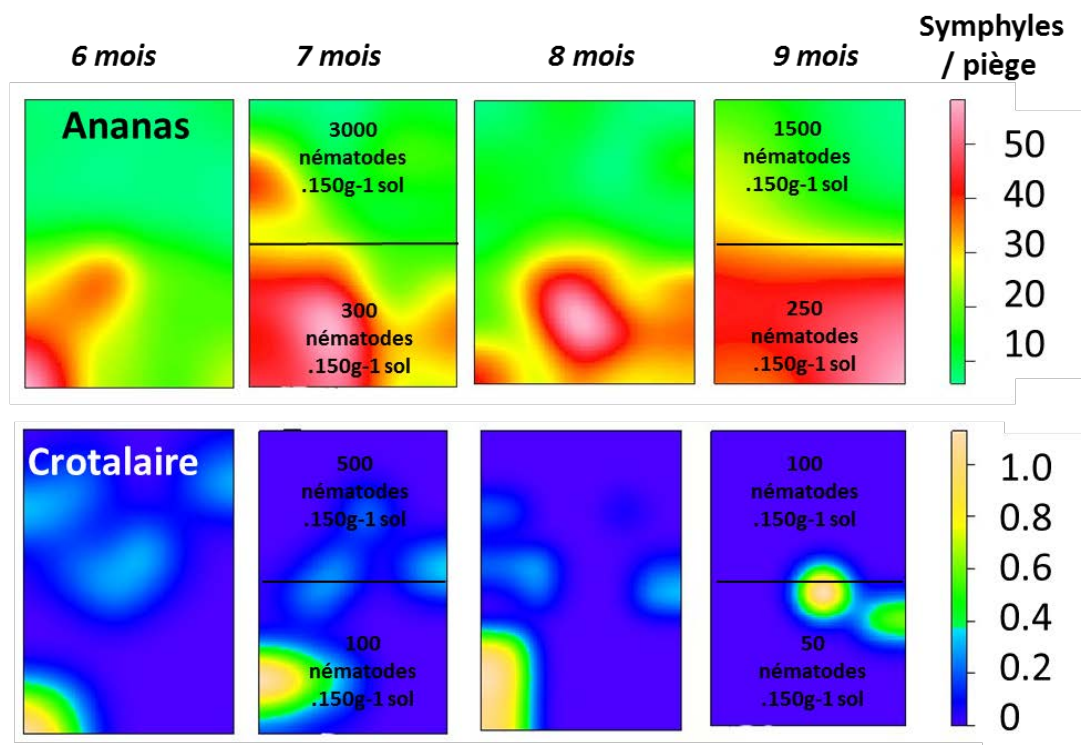 6 mois
7 mois
8 mois
9 mois
Symphyles
/ piège
Ananas
3000
nématodes
.150g-1 sol
300
nématodes
.150g-1 sol
1500
nématodes
.150g-1 sol
250
nématodes
.150g-1 sol
50
40
30
20
10
Crotalaire
500
nématodes
.150g-1 sol
100
nématodes
.150g-1 sol
100
nématodes
.150g-1 sol
50
nématodes
.150g-1 sol
1.0
0.8
0.6
0.4
0.2
0